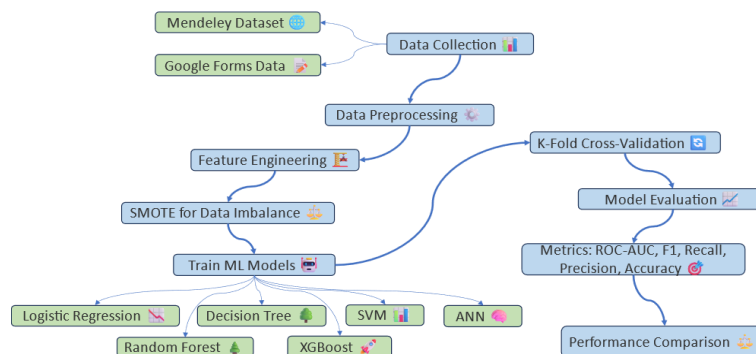 Mendeley Dataset
Data Collection
Google Forms Data
Data Preprocessing
Feature Engineering
SMOTE for Data Imbalance
Train ML Models
Logistic Regression
Decision Tree
SVM
ANN
Random Forest
XGBoost
K-Fold Cross-Validation
Model Evaluation
Metrics: ROC-AUC, F1, Recall,
Precision, Accuracy
Performance Comparison